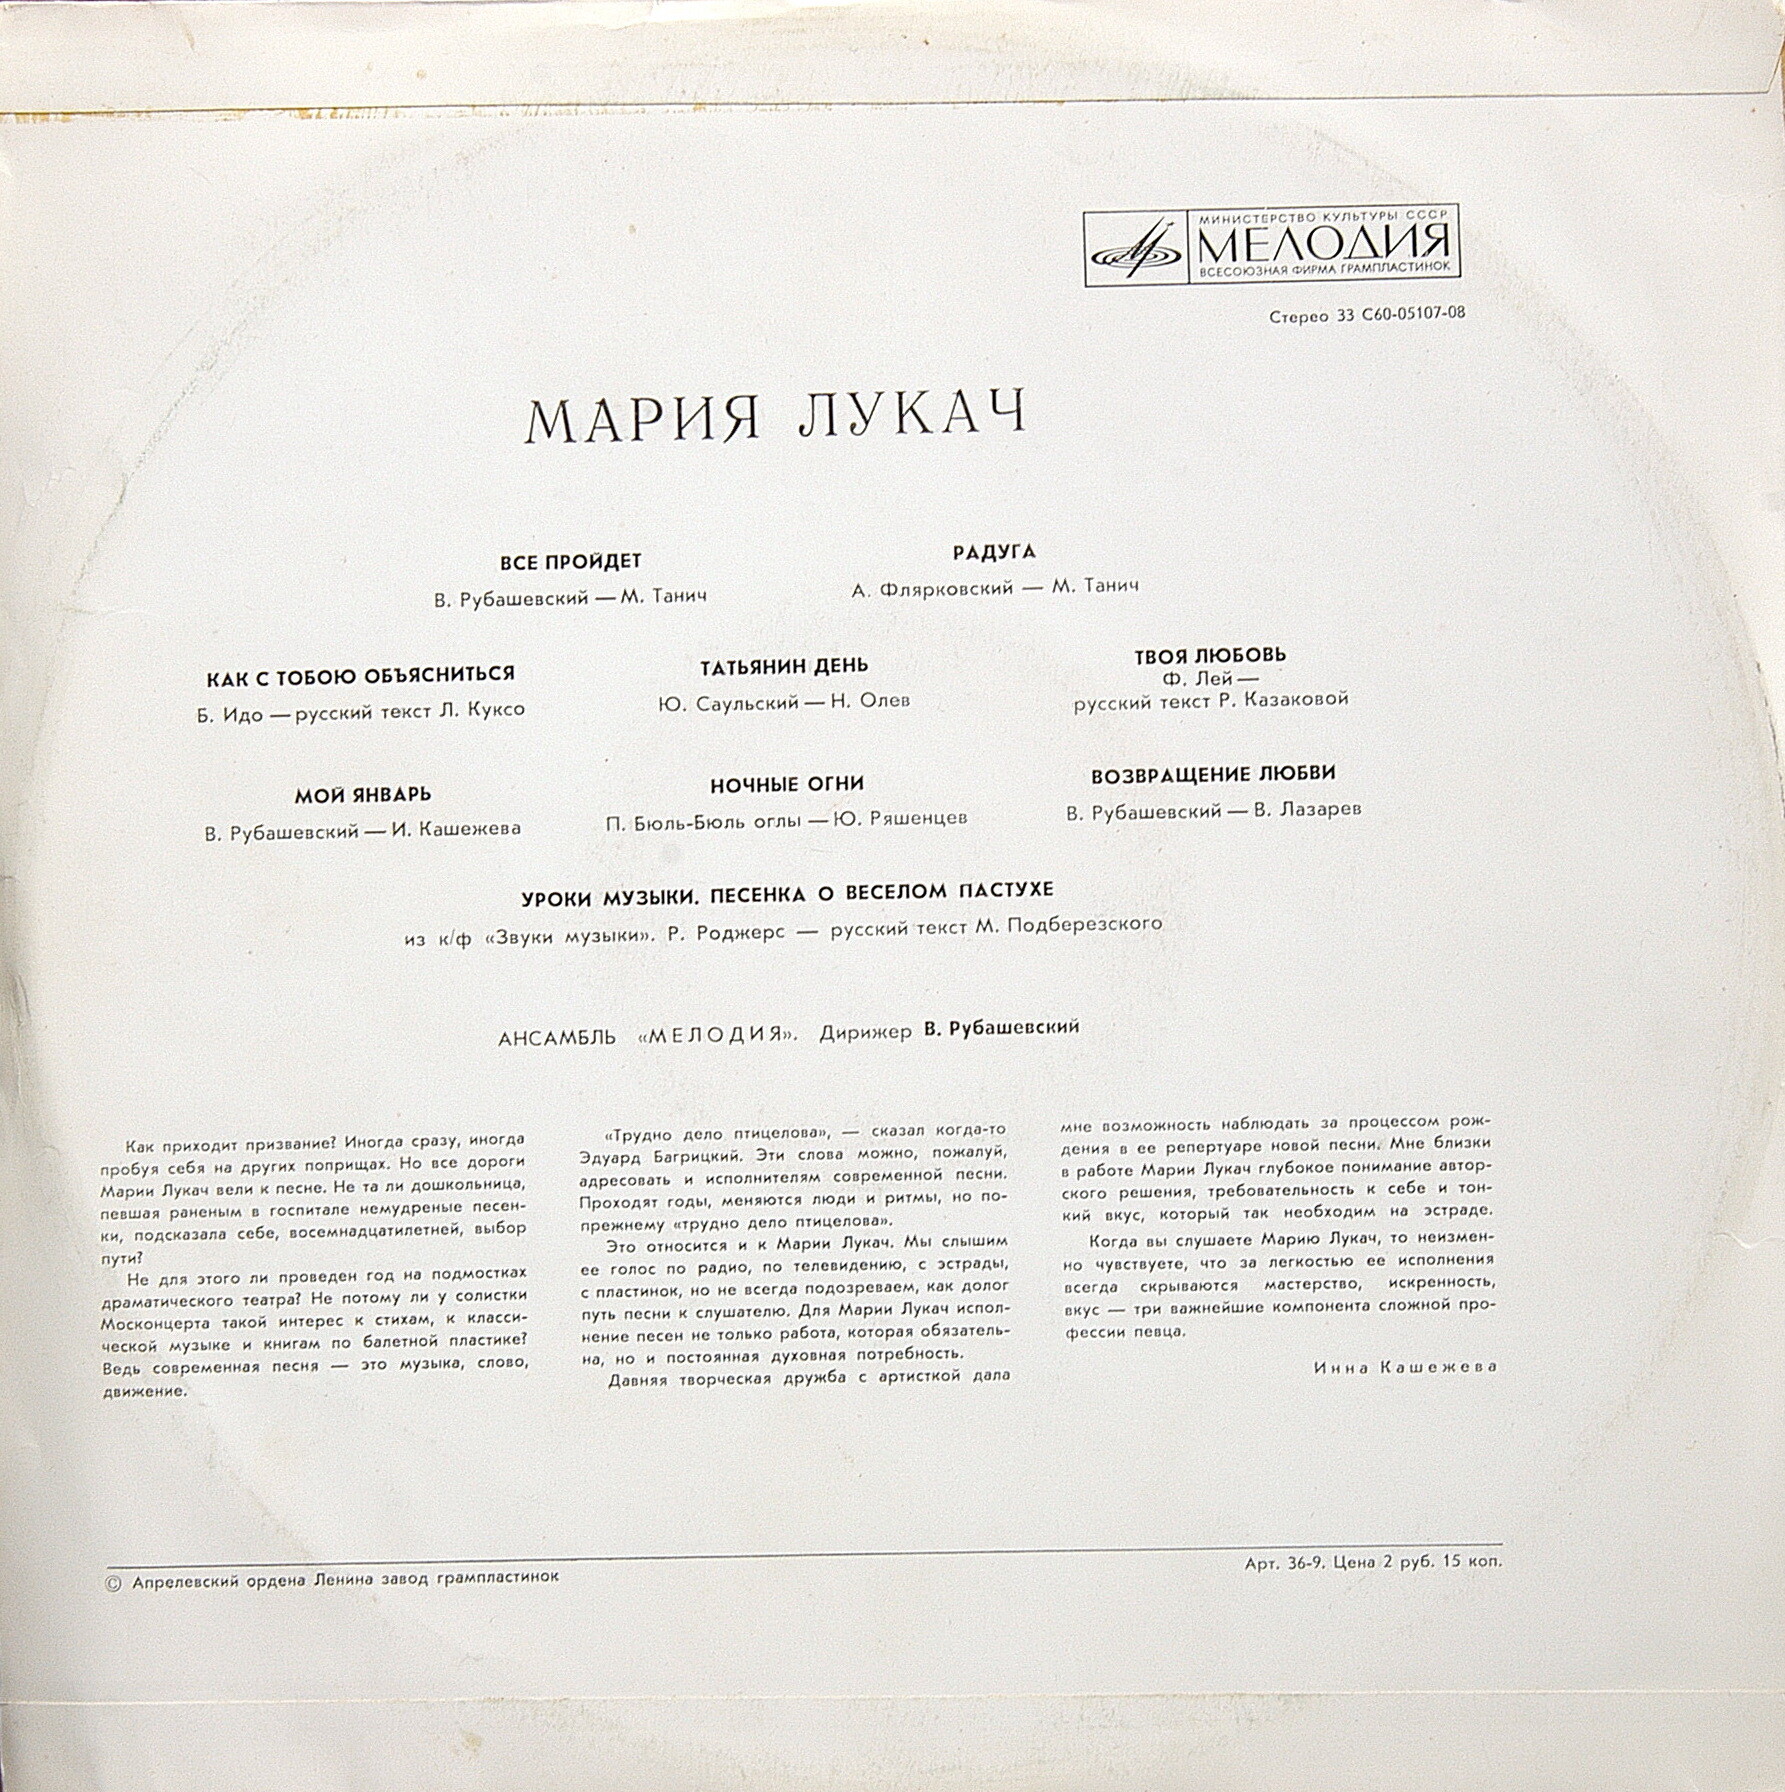 МИНИСТЕРСТВО КУЛЬТУРЫ СССР
МЕЛОДИЯ
ВСЕСОЮЗНАЯ ФИРМА ГРАМПЛАСТИНОК
Стерео 33 С60-05107-08
МАРИЯ ЛУКАЧ
ВСЕ ПРОЙДЕТ
В. Рубашевский — М. Танич
РАДУГА
А. Флярковский — М. Танич
КАК С ТОБОЮ ОБЪЯСНИТЬСЯ
Б. Идо — русский текст Л. Куксо
ТАТЬЯНИН ДЕНЬ
Ю. Саульский — Н. Олев
ТВОЯ ЛЮБОВЬ
Ф. Лей —
русский текст Р. Казаковой
МОЙ ЯНВАРЬ
В. Рубашевский — И. Кашежева
НОЧНЫЕ ОГНИ
П. Бюль-Бюль оглы — Ю. Ряшенцев
ВОЗВРАЩЕНИЕ ЛЮБВИ
В. Рубашевский — В. Лазарев
УРОКИ МУЗЫКИ. ПЕСЕНКА О ВЕСЕЛОМ ПАСТУХЕ
из к/ф «Звуки музыки». Р. Роджерс — русский текст М. Подберезского
АНСАМБЛЬ «МЕЛОДИЯ». Дирижер В. Рубашевский
Как приходит призвание? Иногда сразу, иногда
пробуя себя на других поприщах. Но все дороги
Марии Лукач вели к песне. Не та ли дошкольница,
певшая раненым в госпитале немудреные песен-
ки, подсказала себе, восемнадцатилетней, выбор
пути?
Не для этого ли проведен год на подмостках
драматического театра? Не потому ли у солистки
Москонцерта такой интерес к стихам, к класси-
ческой музыке и книгам по балетной пластике?
Ведь современная песня — это музыка, слово,
движение.
«Трудно дело птицелова», — сказал когда-то
Эдуард Багрицкий. Эти слова можно, пожалуй,
адресовать и исполнителям современной песни.
Проходят годы, меняются люди и ритмы, но по-
прежнему «трудно дело птицелова».
Это относится и к Марии Лукач. Мы слышим
ее голос по радио, по телевидению, с эстрады,
с пластинок, но не всегда подозреваем, как долог
путь песни к слушателю. Для Марии Лукач испол-
нение песен не только работа, которая обязатель-
на, но и постоянная духовная потребность.
Давняя творческая дружба с артисткой дала
мне возможность наблюдать за процессом рож-
дения в ее репертуаре новой песни. Мне близки
в работе Марии Лукач глубокое понимание автор-
ского решения, требовательность к себе и тон-
кий вкус, который так необходим на эстраде.
Когда вы слушаете Марию Лукач, то неизмен-
но чувствуете, что за легкостью ее исполнения
всегда скрываются мастерство, искренность,
вкус — три важнейшие компонента сложной про-
фессии певца.
Инна Кашежева
© Апрелевский ордена Ленина завод грампластинок
Арт. 36-9. Цена 2 руб. 15 коп.